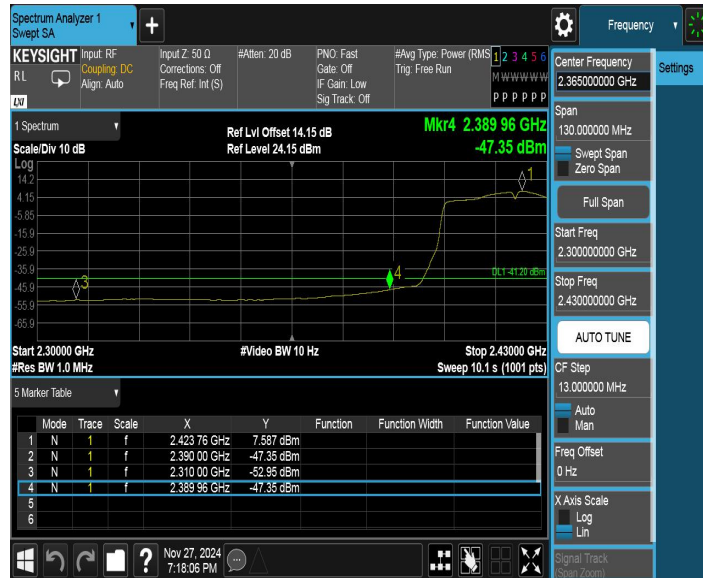 Spectrum Analyzer 1
Swept SA
+
Frequency
KEYSIGHT
RL
LXI
Input: RF
Coupling: DC
Align: Auto
Input Z: 50 Ω
Corrections: Off
Freq Ref: Int (S)
#Atten: 20 dB
PNO: Fast
Gate: Off
IF Gain: Low
Sig Track: Off
#Avg Type: Power (RMS
Trig: Free Run
1 2 3 4 5 6
M W W W W W
P P P P P P
1 Spectrum
Scale/Div 10 dB
Ref Lvl Offset 14.15 dB
Ref Level 24.15 dBm
Mkr4 2.389 96 GHz
-47.35 dBm
Log
14.2
4.15
-5.85
-15.9
-25.9
-35.9
-45.9
-55.9
-65.9
1
3
4
DL1 -41.20 dBm
Start 2.30000 GHz
#Video BW 10 Hz
Stop 2.43000 GHz
#Res BW 1.0 MHz
Sweep 10.1 s (1001 pts)
5 Marker Table
Mode Trace Scale X Y Function Function Width Function Value
1 N 1 f 2.423 76 GHz 7.587 dBm
2 N 1 f 2.390 00 GHz -47.35 dBm
3 N 1 f 2.310 00 GHz -52.95 dBm
4 N 1 f 2.389 96 GHz -47.35 dBm
5
6
?
Nov 27, 2024
7:18:06 PM
Center Frequency
2.365000000 GHz
Settings
Span
130.000000 MHz
Swept Span
Zero Span
Full Span
Start Freq
2.300000000 GHz
Stop Freq
2.430000000 GHz
AUTO TUNE
CF Step
13.000000 MHz
Auto
Man
Freq Offset
0 Hz
X Axis Scale
Log
Lin
Signal Track
(Span Zoom)